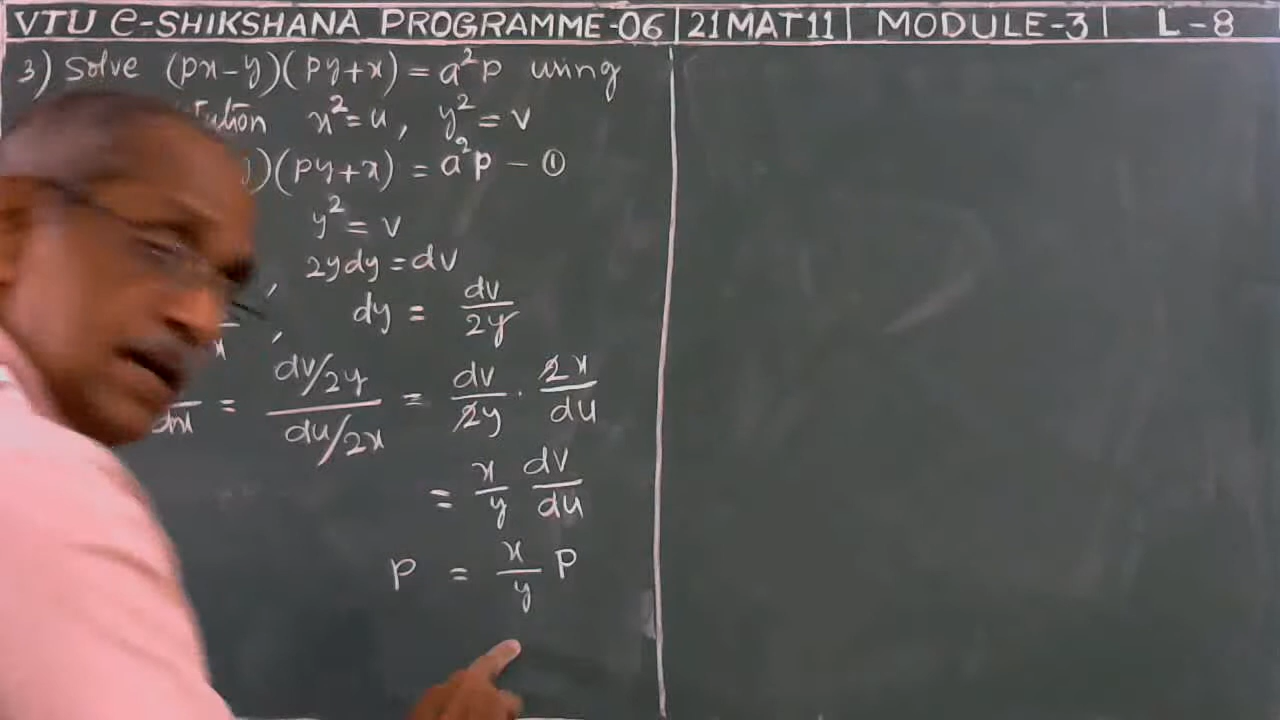 VTU e-SHIKSHANA PROGRAMME-06 | 21MAT11 | MODULE-3 | L-8
3) Solve (px-y)(py+x) = a²p using
x² = u, y² = v
)(py+x) = a²p - ①
y² = v
, 2ydy = dv
, dy = dv/2y
= (dv/2y)/(du/2x) = dv/2y · 2x/du
= x/y dv/du
p = x/y P